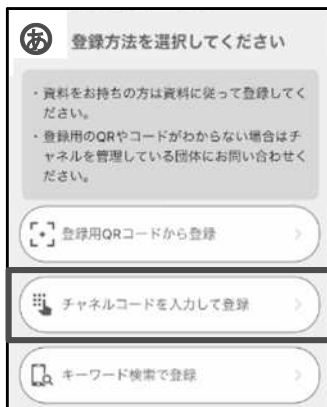 あ
登録方法を選択してください
・資料をお持ちの方は資料に従って登録してく
ださい。
・登録用のQRやコードがわからない場合はチ
ャネルを管理している団体にお問い合わせく
ださい。
登録用QRコードから登録
チャネルコードを入力して登録
キーワード検索で登録